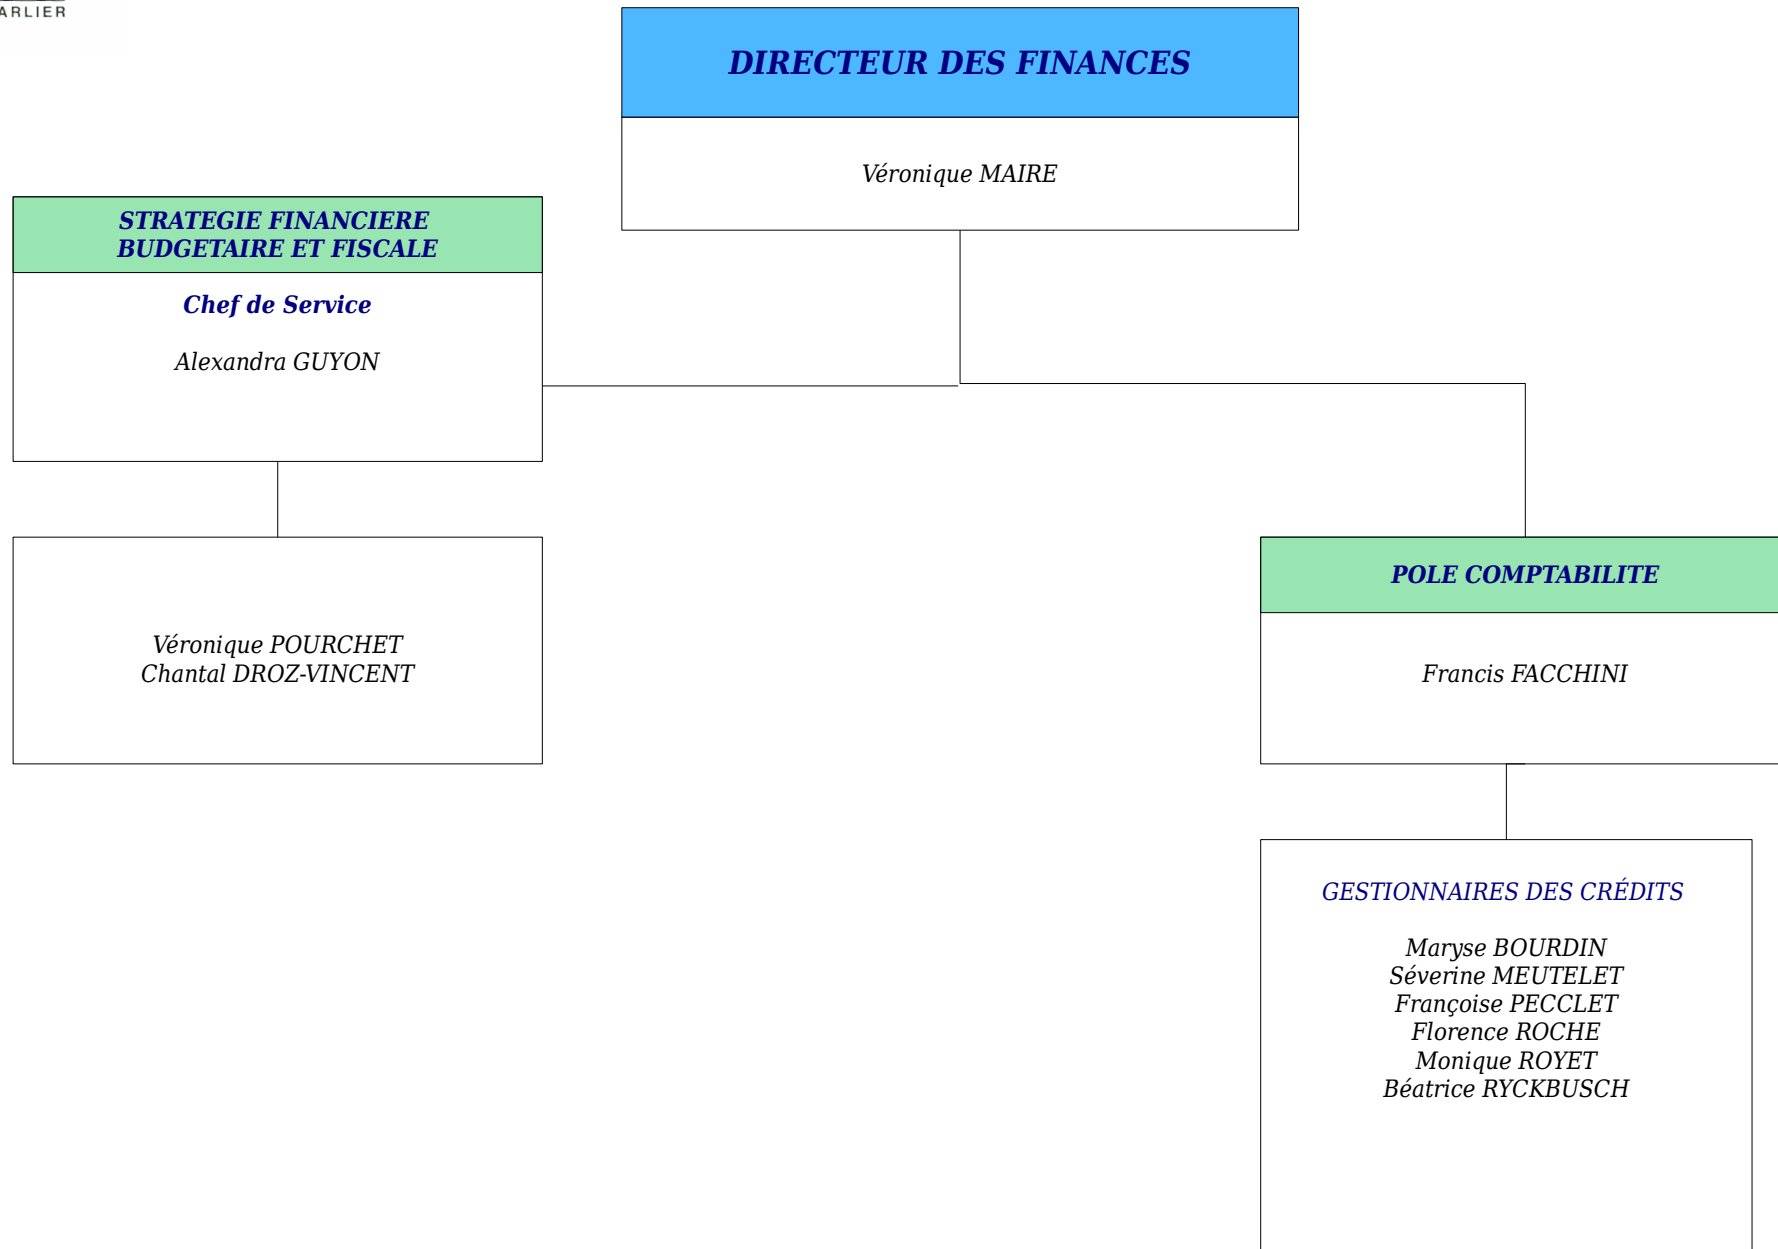 ARLIER
DIRECTEUR DES FINANCES
Véronique MAIRE
STRATEGIE FINANCIERE
BUDGETAIRE ET FISCALE
Chef de Service
Alexandra GUYON
Véronique POURCHET
Chantal DROZ-VINCENT
POLE COMPTABILITE
Francis FACCHINI
GESTIONNAIRES DES CRÉDITS
Maryse BOURDIN
Séverine MEUTELET
Françoise PECCLET
Florence ROCHE
Monique ROYET
Béatrice RYCKBUSCH